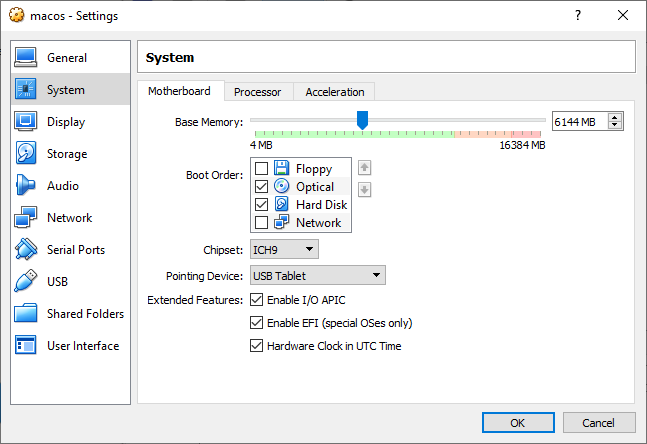 macos - Settings
General
System
Display
Storage
Audio
Network
Serial Ports
USB
Shared Folders
User Interface
System
Motherboard Processor Acceleration
Base Memory: 6144 MB
4 MB 16384 MB
Boot Order: Floppy
Optical
Hard Disk
Network
Chipset: ICH9
Pointing Device: USB Tablet
Extended Features: Enable I/O APIC
Enable EFI (special OSes only)
Hardware Clock in UTC Time
OK Cancel